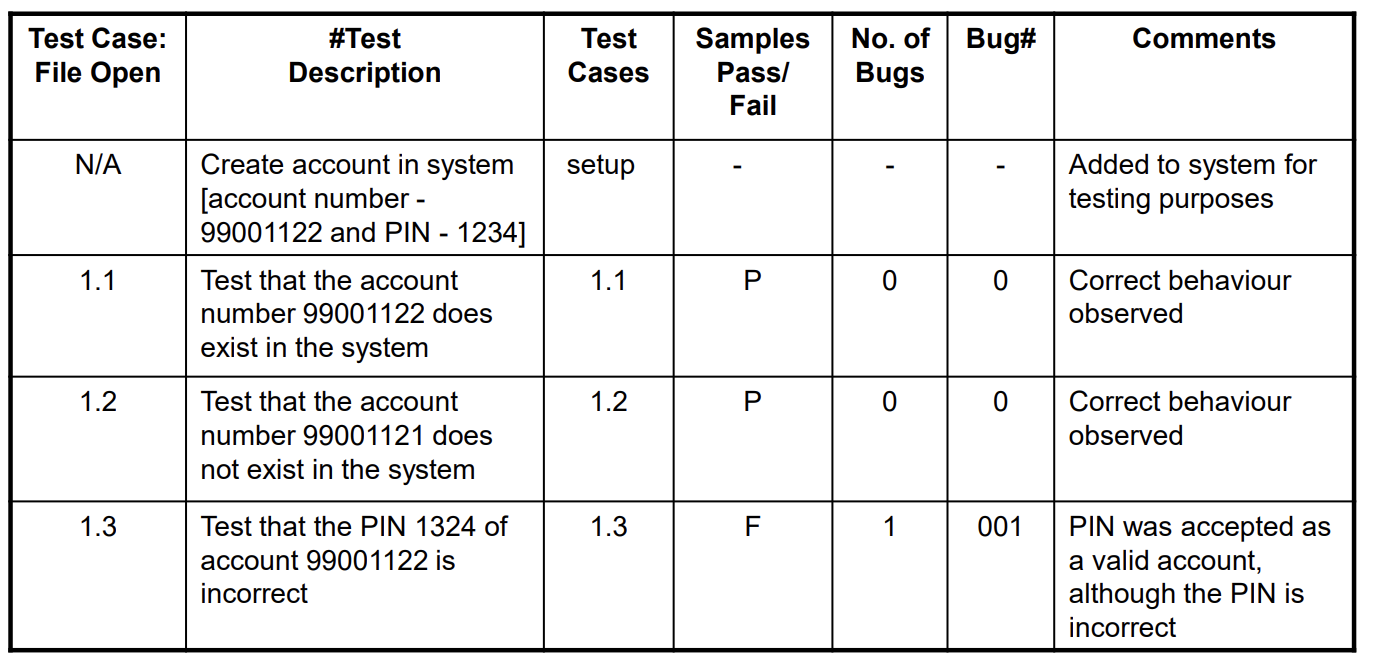 Test Case:
File Open
#Test
Description
Test
Cases
Samples
Pass/
Fail
No. of
Bugs
Bug#
Comments
N/A
Create account in system
[account number -
99001122 and PIN - 1234]
setup
-
-
-
Added to system for
testing purposes
1.1
Test that the account
number 99001122 does
exist in the system
1.1
P
0
0
Correct behaviour
observed
1.2
Test that the account
number 99001121 does
not exist in the system
1.2
P
0
0
Correct behaviour
observed
1.3
Test that the PIN 1324 of
account 99001122 is
incorrect
1.3
F
1
001
PIN was accepted as
a valid account,
although the PIN is
incorrect